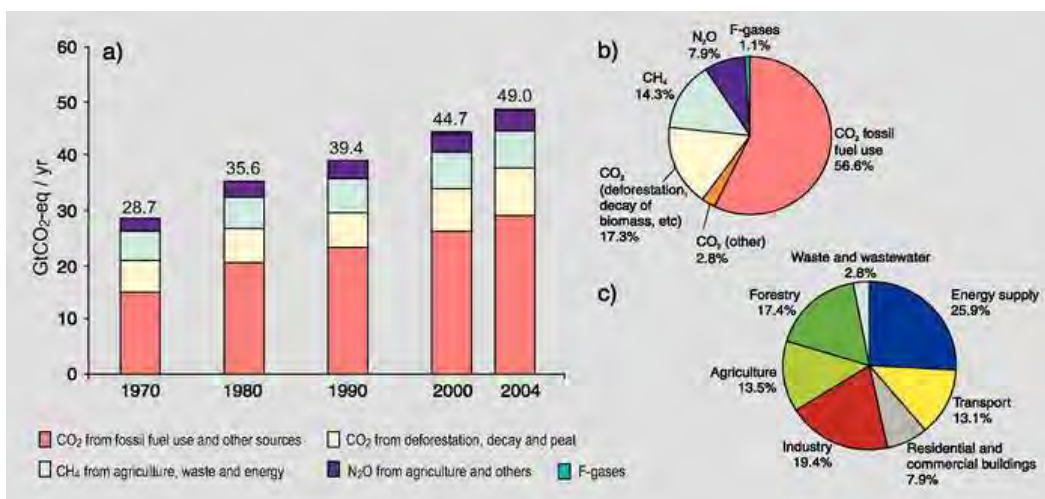 a)
GtCO2-eq / yr
60
50
40
30
20
10
0
28.7
35.6
39.4
44.7
49.0
1970
1980
1990
2000
2004
CO2 from fossil fuel use and other sources
CO2 from deforestation, decay and peat
CH4 from agriculture, waste and energy
N2O from agriculture and others
F-gases
b)
F-gases
1.1%
N2O
7.9%
CH4
14.3%
CO2 fossil
fuel use
56.6%
CO2
(deforestation,
decay of
biomass, etc)
17.3%
CO2 (other)
2.8%
c)
Waste and wastewater
2.8%
Forestry
17.4%
Energy supply
25.9%
Agriculture
13.5%
Transport
13.1%
Industry
19.4%
Residential and
commercial buildings
7.9%